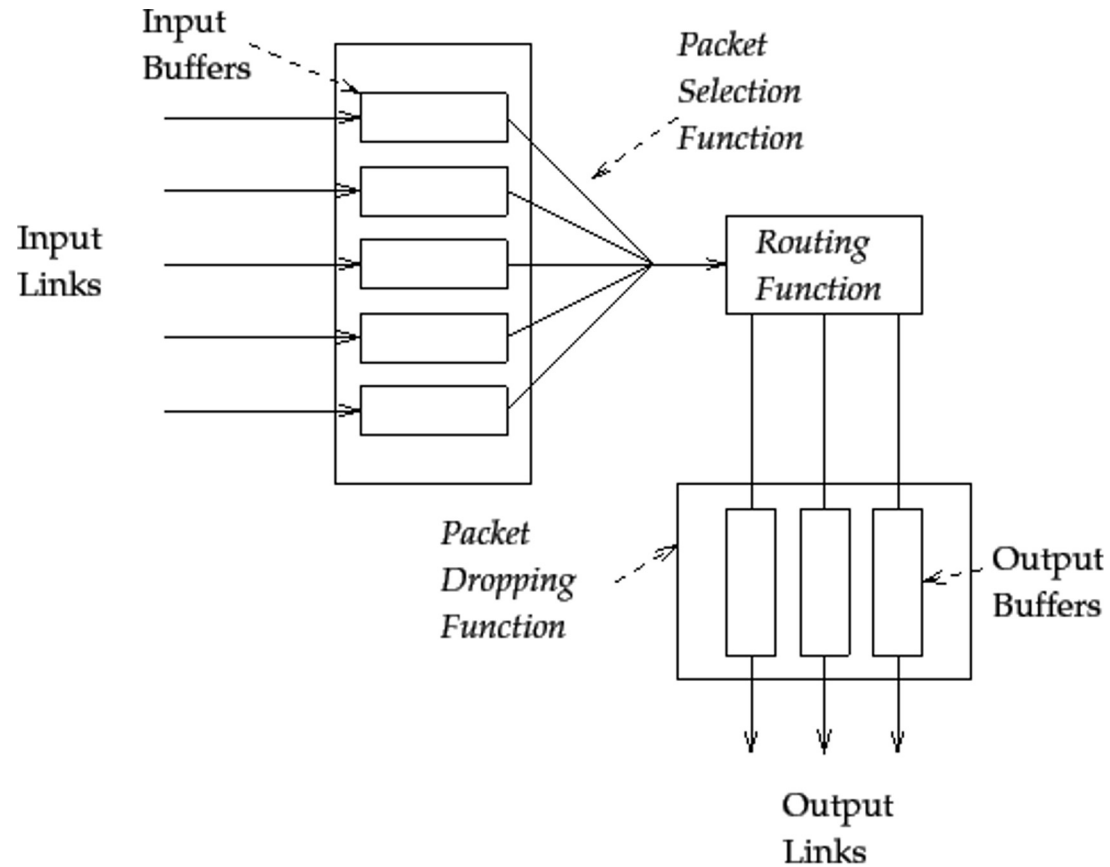 Input
Buffers
Packet
Selection
Function
Input
Links
Routing
Function
Packet
Dropping
Function
Output
Buffers
Output
Links